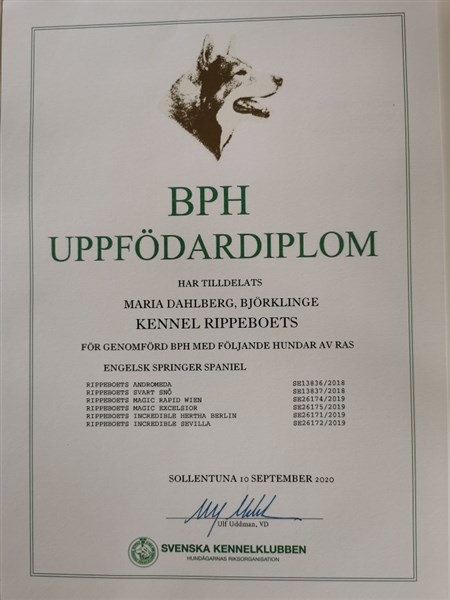 BPH
UPPFÖDARDIPLOM
HAR TILLDELATS
MARIA DAHLBERG, BJÖRKLINGE
KENNEL RIPPEBOETS
FÖR GENOMFÖRD BPH MED FÖLJANDE HUNDAR AV RAS
ENGELSK SPRINGER SPANIEL
RIPPEBOETS ANDROMEDA SE13836/2018
RIPPEBOETS SVART SNÖ SE13837/2018
RIPPEBOETS MAGIC RAPID WIEN SE26174/2019
RIPPEBOETS MAGIC EXCELSIOR SE26175/2019
RIPPEBOETS INCREDIBLE HERTHA BERLIN SE26171/2019
RIPPEBOETS INCREDIBLE SEVILLA SE26172/2019
SOLLENTUNA 10 SEPTEMBER 2020
Ulf Uddman, VD
SVENSKA KENNELKLUBBEN
HUNDÄGARNAS RIKSORGANISATION